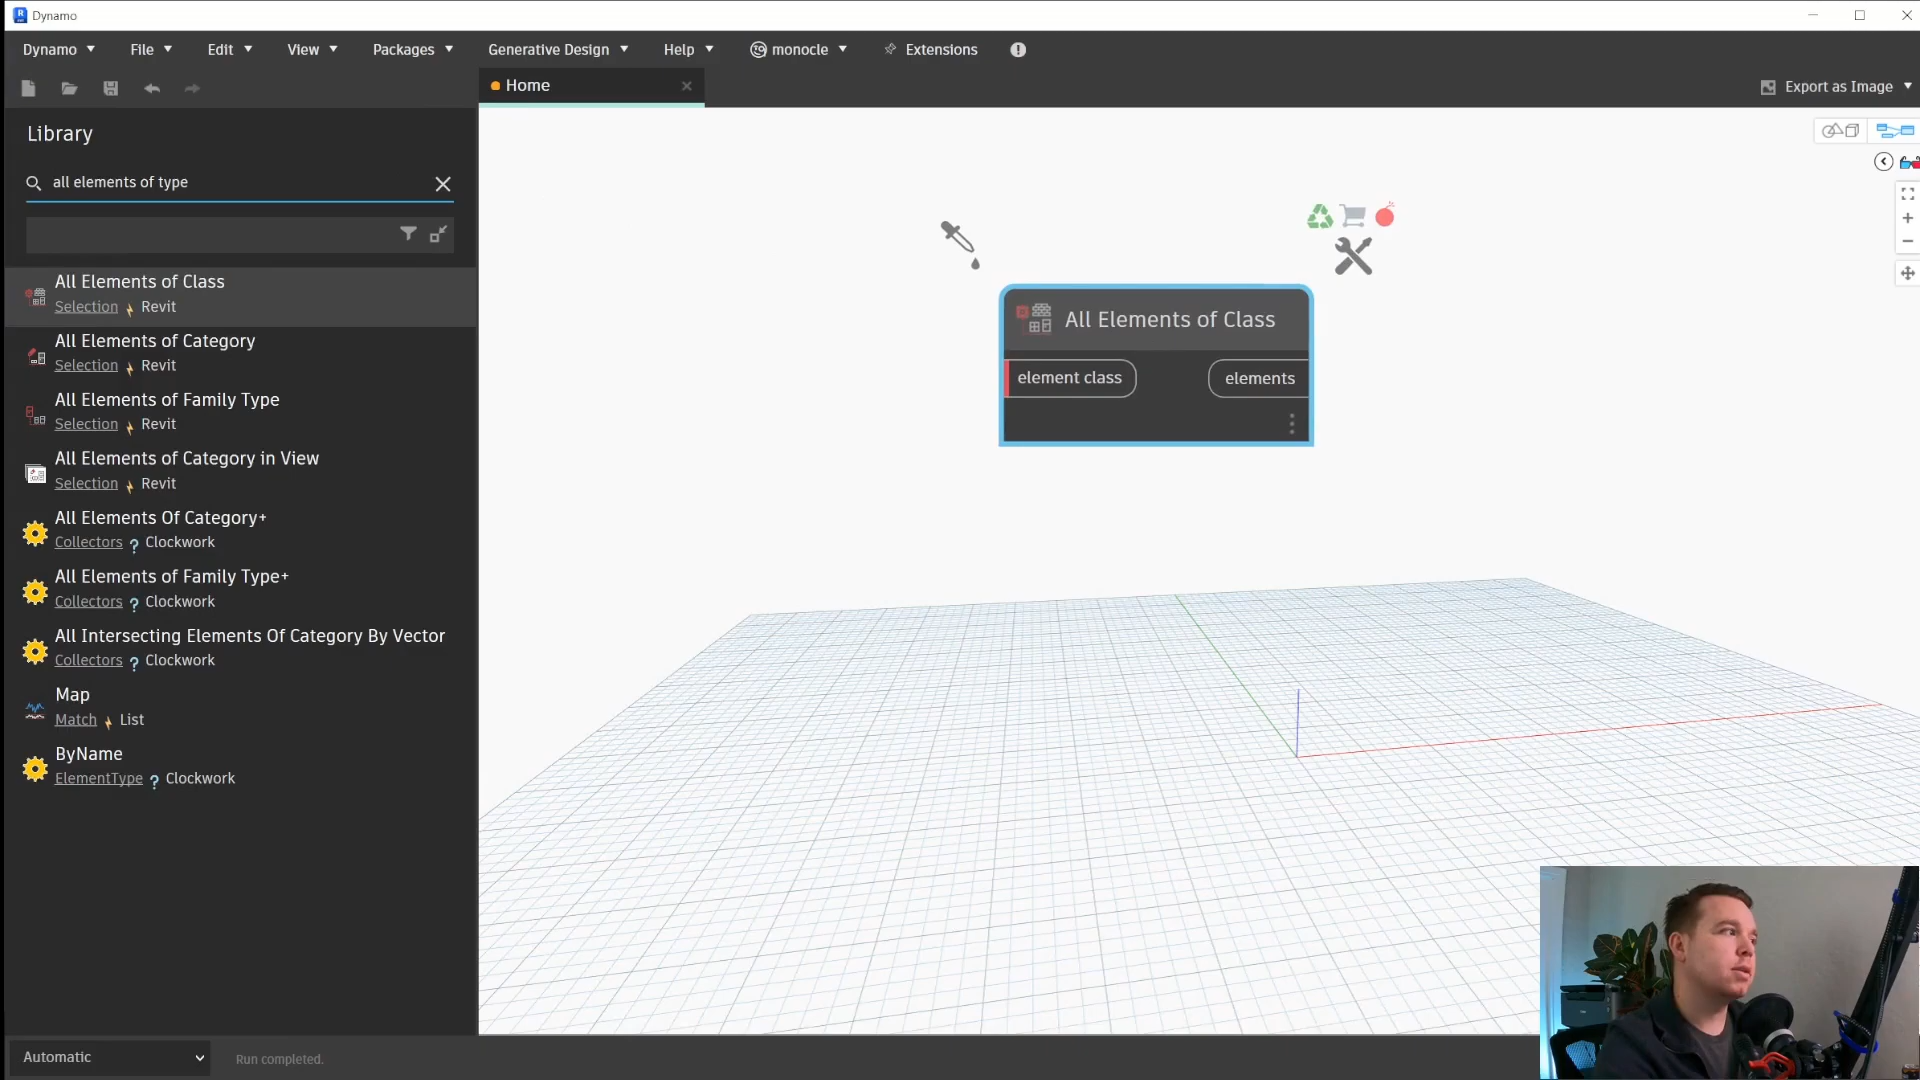 Dynamo
Dynamo File Edit View Packages Generative Design Help monocle Extensions
Home
Export as Image
Library
all elements of type
All Elements of Class
Selection Revit
All Elements of Category
Selection Revit
All Elements of Family Type
Selection Revit
All Elements of Category in View
Selection Revit
All Elements Of Category+
Collectors ? Clockwork
All Elements of Family Type+
Collectors ? Clockwork
All Intersecting Elements Of Category By Vector
Collectors ? Clockwork
Map
Match List
ByName
ElementType ? Clockwork
All Elements of Class
element class elements
Automatic Run completed.